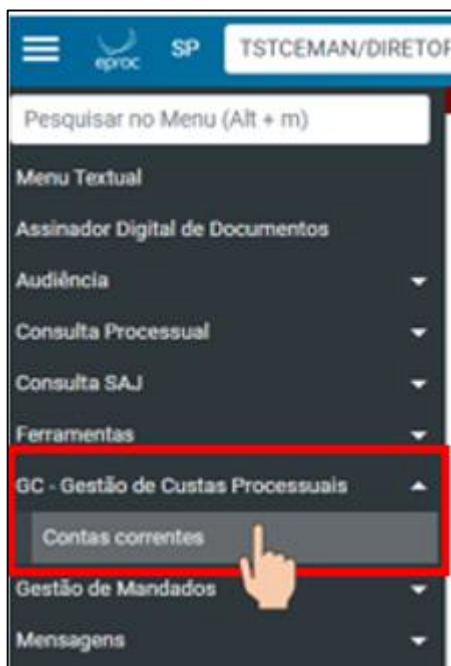 eproc SP TSTCEMAN/DIRETOR
Pesquisar no Menu (Alt + m)
Menu Textual
Assinador Digital de Documentos
Audiência
Consulta Processual
Consulta SAJ
Ferramentas
GC - Gestão de Custas Processuais
Contas correntes
Gestão de Mandados
Mensagens